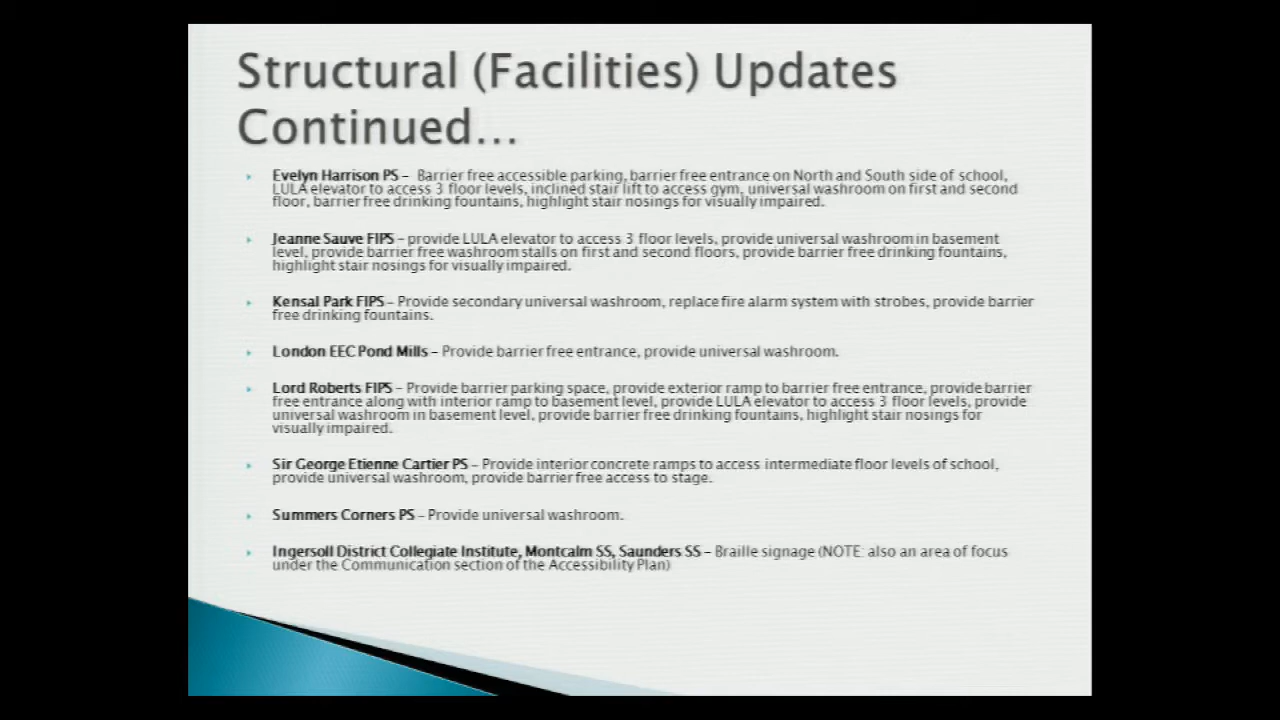 Structural (Facilities) Updates
Continued...
Evelyn Harrison PS – Barrier free accessible parking, barrier free entrance on North and South side of school,
LULA elevator to access 3 floor levels, inclined stair lift to access gym, universal washroom on first and second
floor, barrier free drinking fountains, highlight stair nosings for visually impaired.
Jeanne Sauve FIPS – provide LULA elevator to access 3 floor levels, provide universal washroom in basement
level, provide barrier free washroom stalls on first and second floors, provide barrier free drinking fountains,
highlight stair nosings for visually impaired.
Kensal Park FIPS – Provide secondary universal washroom, replace fire alarm system with strobes, provide barrier
free drinking fountains.
London EEC Pond Mills – Provide barrier free entrance, provide universal washroom.
Lord Roberts FIPS – Provide barrier parking space, provide exterior ramp to barrier free entrance, provide barrier
free entrance along with interior ramp to basement level, provide LULA elevator to access 3 floor levels, provide
universal washroom in basement level, provide barrier free drinking fountains, highlight stair nosings for
visually impaired.
Sir George Etienne Cartier PS – Provide interior concrete ramps to access intermediate floor levels of school,
provide universal washroom, provide barrier free access to stage.
Summers Corners PS – Provide universal washroom.
Ingersoll District Collegiate Institute, Montcalm SS, Saunders SS – Braille signage (NOTE: also an area of focus
under the Communication section of the Accessibility Plan)